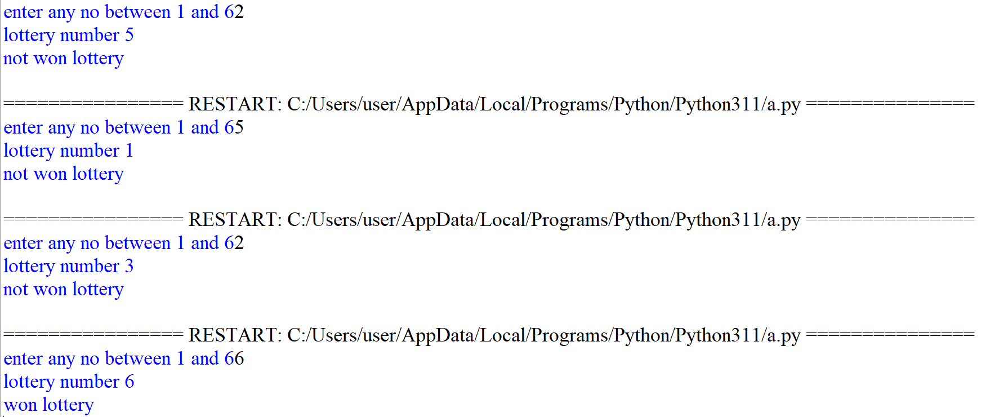 enter any no between 1 and 62
lottery number 5
not won lottery
================ RESTART: C:/Users/user/AppData/Local/Programs/Python/Python311/a.py ===============
enter any no between 1 and 65
lottery number 1
not won lottery
================ RESTART: C:/Users/user/AppData/Local/Programs/Python/Python311/a.py ===============
enter any no between 1 and 62
lottery number 3
not won lottery
================ RESTART: C:/Users/user/AppData/Local/Programs/Python/Python311/a.py ===============
enter any no between 1 and 66
lottery number 6
won lottery